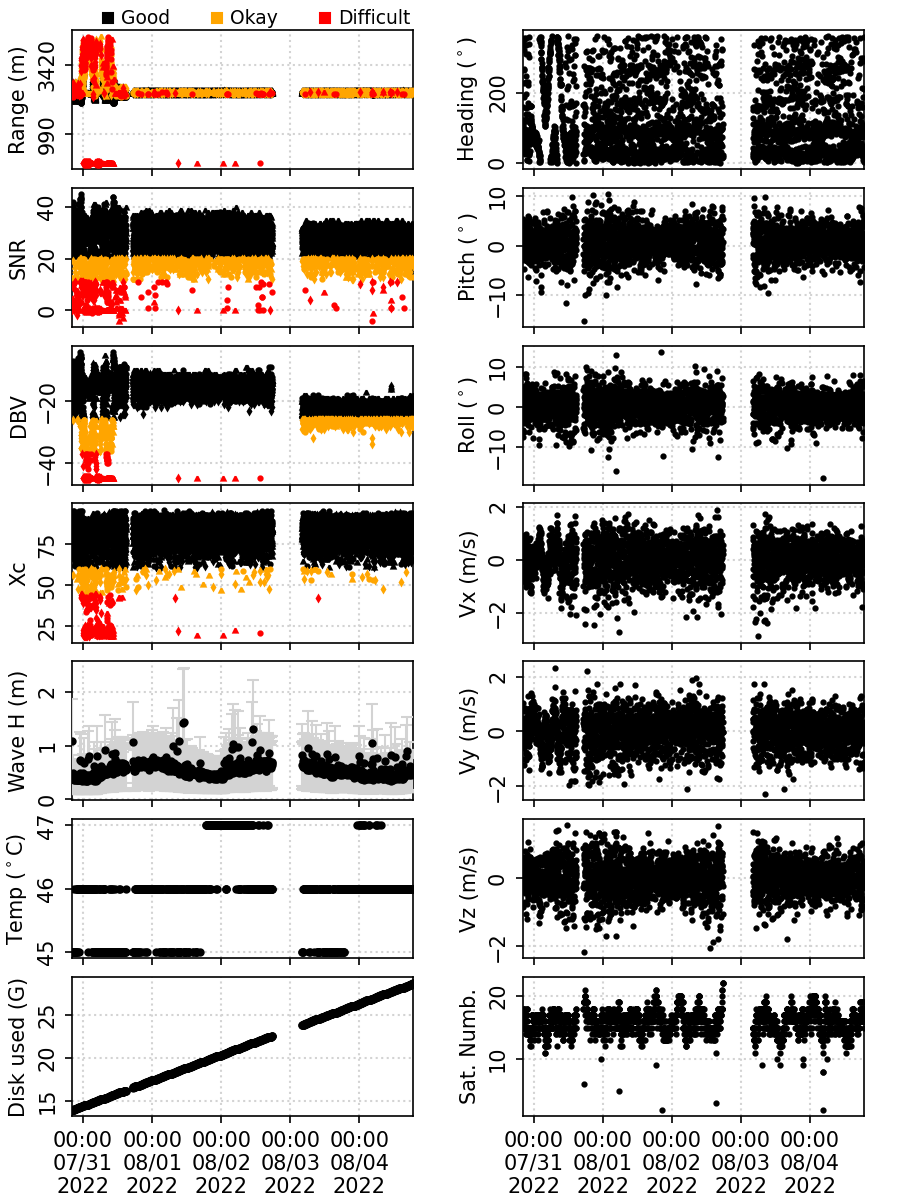 Good Okay Difficult
Range (m)
3420
990
Heading (°)
200
0
SNR
40
20
0
Pitch (°)
10
0
−10
DBV
−20
−40
Roll (°)
10
0
−10
Xc
75
50
25
Vx (m/s)
2
0
−2
Wave H (m)
2
1
0
Vy (m/s)
2
0
−2
Temp (°C)
47
46
45
Vz (m/s)
0
−2
Disk used (G)
25
20
15
Sat. Numb.
20
10
00:00 00:00 00:00 00:00 00:00
07/31 08/01 08/02 08/03 08/04
2022 2022 2022 2022 2022
00:00 00:00 00:00 00:00 00:00
07/31 08/01 08/02 08/03 08/04
2022 2022 2022 2022 2022